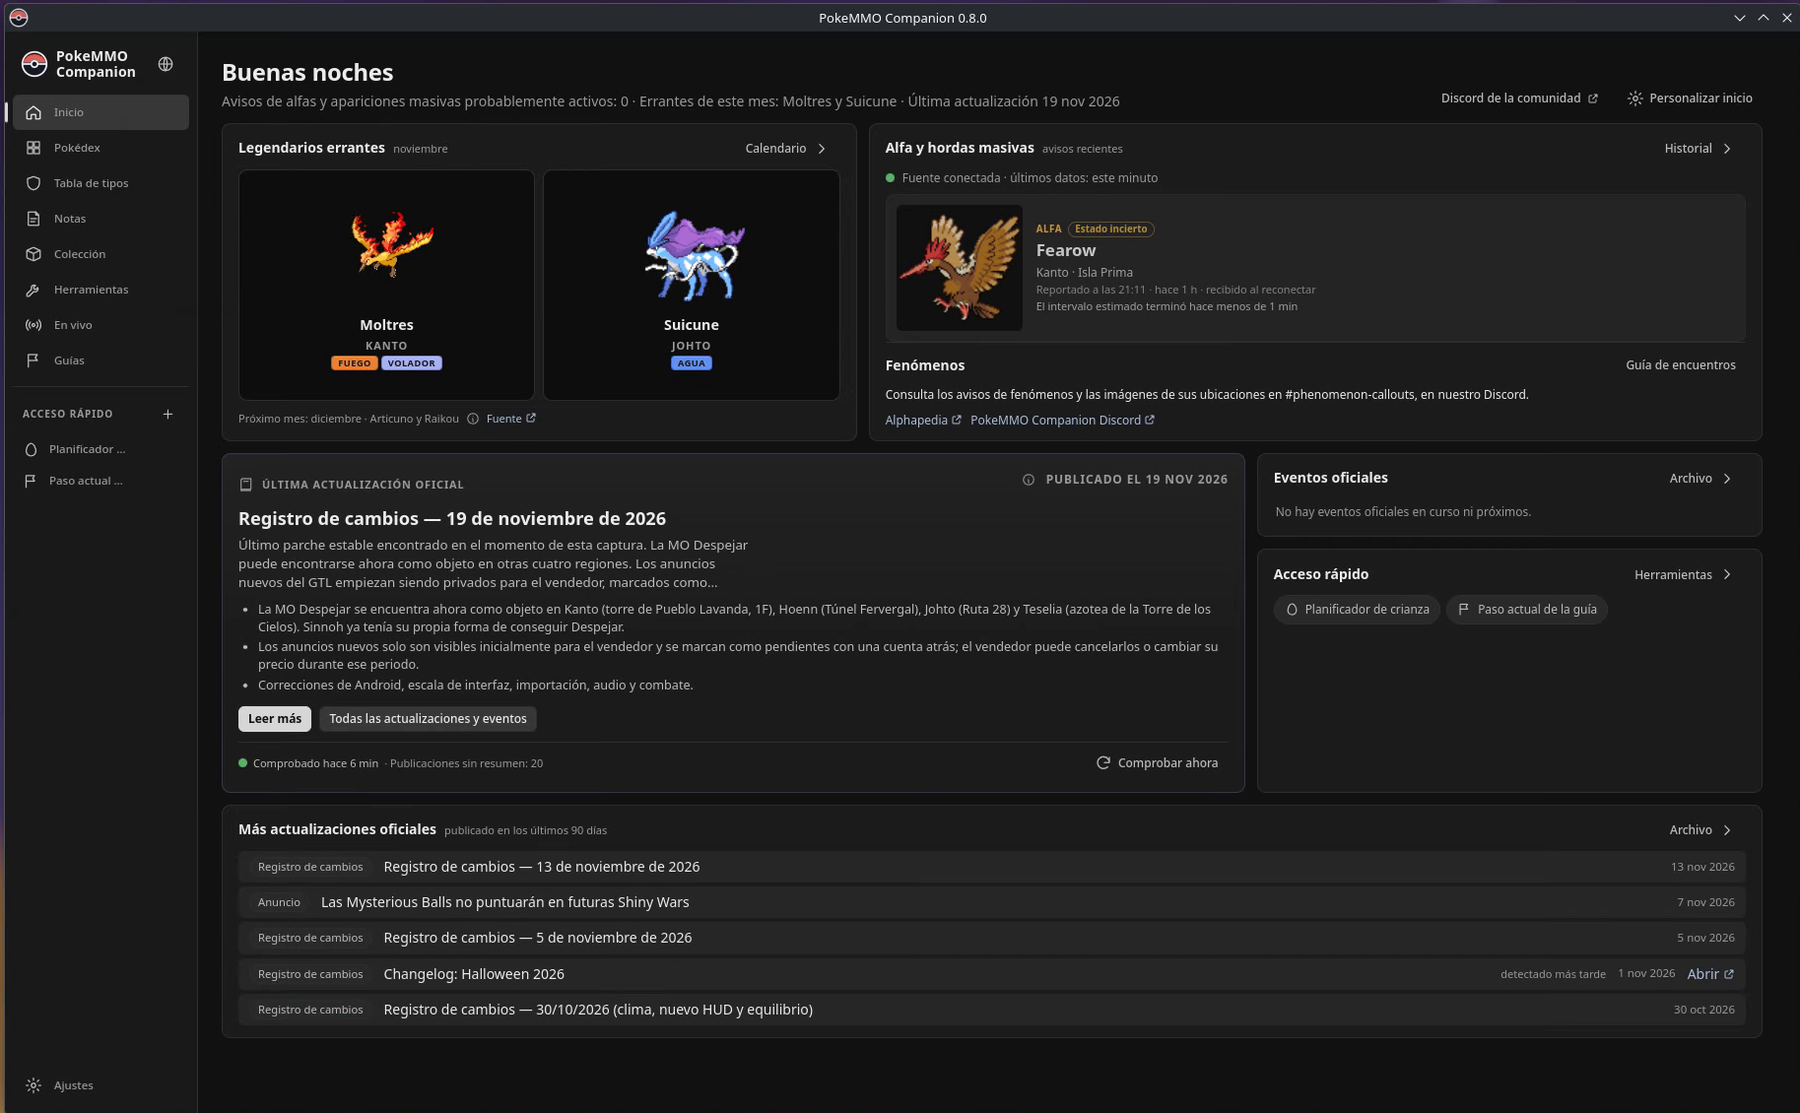 PokeMMO Companion 0.8.0
PokeMMO
Companion
Inicio
Pokédex
Tabla de tipos
Notas
Colección
Herramientas
En vivo
Guías
ACCESO RÁPIDO
Planificador ...
Paso actual ...
Ajustes
Buenas noches
Avisos de alfas y apariciones masivas probablemente activos: 0 · Errantes de este mes: Moltres y Suicune · Última actualización 19 nov 2026
Discord de la comunidad
Personalizar inicio
Legendarios errantes noviembre
Calendario
Moltres
KANTO
FUEGO VOLADOR
Suicune
JOHTO
AGUA
Próximo mes: diciembre · Articuno y Raikou Fuente
Alfa y hordas masivas avisos recientes
Historial
Fuente conectada · últimos datos: este minuto
ALFA Estado incierto
Fearow
Kanto · Isla Prima
Reportado a las 21:11 · hace 1 h · recibido al reconectar
El intervalo estimado terminó hace menos de 1 min
Fenómenos
Guía de encuentros
Consulta los avisos de fenómenos y las imágenes de sus ubicaciones en #phenomenon-callouts, en nuestro Discord.
Alphapedia PokeMMO Companion Discord
ÚLTIMA ACTUALIZACIÓN OFICIAL
PUBLICADO EL 19 NOV 2026
Registro de cambios — 19 de noviembre de 2026
Último parche estable encontrado en el momento de esta captura. La MO Despejar
puede encontrarse ahora como objeto en otras cuatro regiones. Los anuncios
nuevos del GTL empiezan siendo privados para el vendedor, marcados como...
• La MO Despejar se encuentra ahora como objeto en Kanto (torre de Pueblo Lavanda, 1F), Hoenn (Túnel Fervergal), Johto (Ruta 28) y Teselia (azotea de la Torre de los
Cielos). Sinnoh ya tenía su propia forma de conseguir Despejar.
• Los anuncios nuevos solo son visibles inicialmente para el vendedor y se marcan como pendientes con una cuenta atrás; el vendedor puede cancelarlos o cambiar su
precio durante ese periodo.
• Correcciones de Android, escala de interfaz, importación, audio y combate.
Leer más
Todas las actualizaciones y eventos
Comprobado hace 6 min · Publicaciones sin resumen: 20
Comprobar ahora
Eventos oficiales
Archivo
No hay eventos oficiales en curso ni próximos.
Acceso rápido
Herramientas
Planificador de crianza
Paso actual de la guía
Más actualizaciones oficiales publicado en los últimos 90 días
Archivo
Registro de cambios Registro de cambios — 13 de noviembre de 2026 13 nov 2026
Anuncio Las Mysterious Balls no puntuarán en futuras Shiny Wars 7 nov 2026
Registro de cambios Registro de cambios — 5 de noviembre de 2026 5 nov 2026
Registro de cambios Changelog: Halloween 2026 detectado más tarde 1 nov 2026 Abrir
Registro de cambios Registro de cambios — 30/10/2026 (clima, nuevo HUD y equilibrio) 30 oct 2026